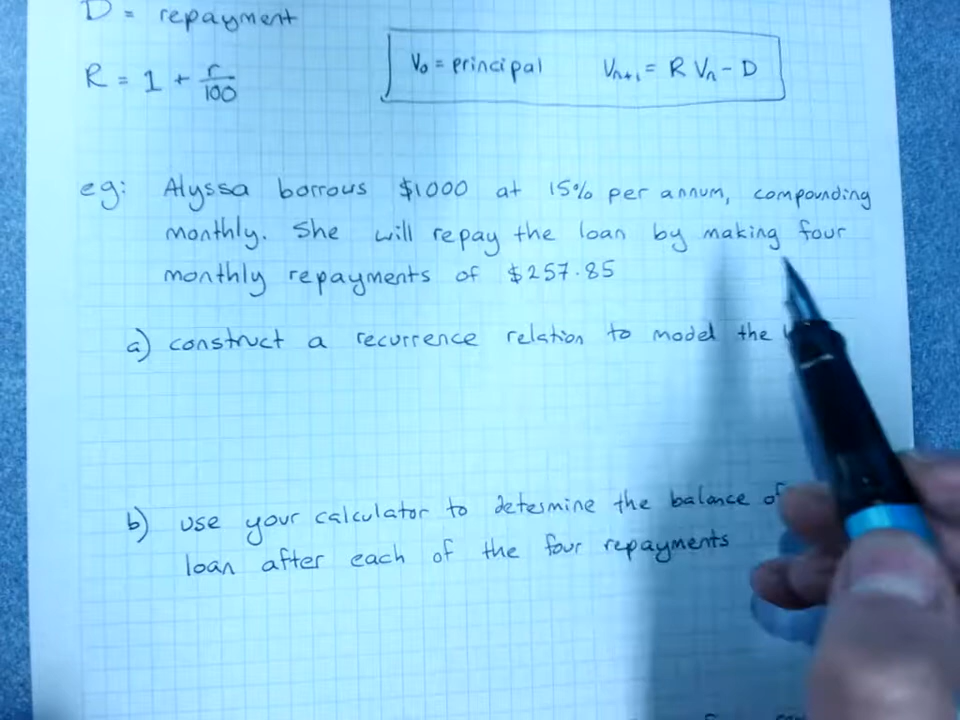 D = repayment
R = 1 + r/100
V₀ = principal Vₙ₊₁ = R Vₙ - D
eg: Alyssa borrows $1000 at 15% per annum, compounding
monthly. She will repay the loan by making four
monthly repayments of $257.85
a) construct a recurrence relation to model the
b) use your calculator to determine the balance of
loan after each of the four repayments